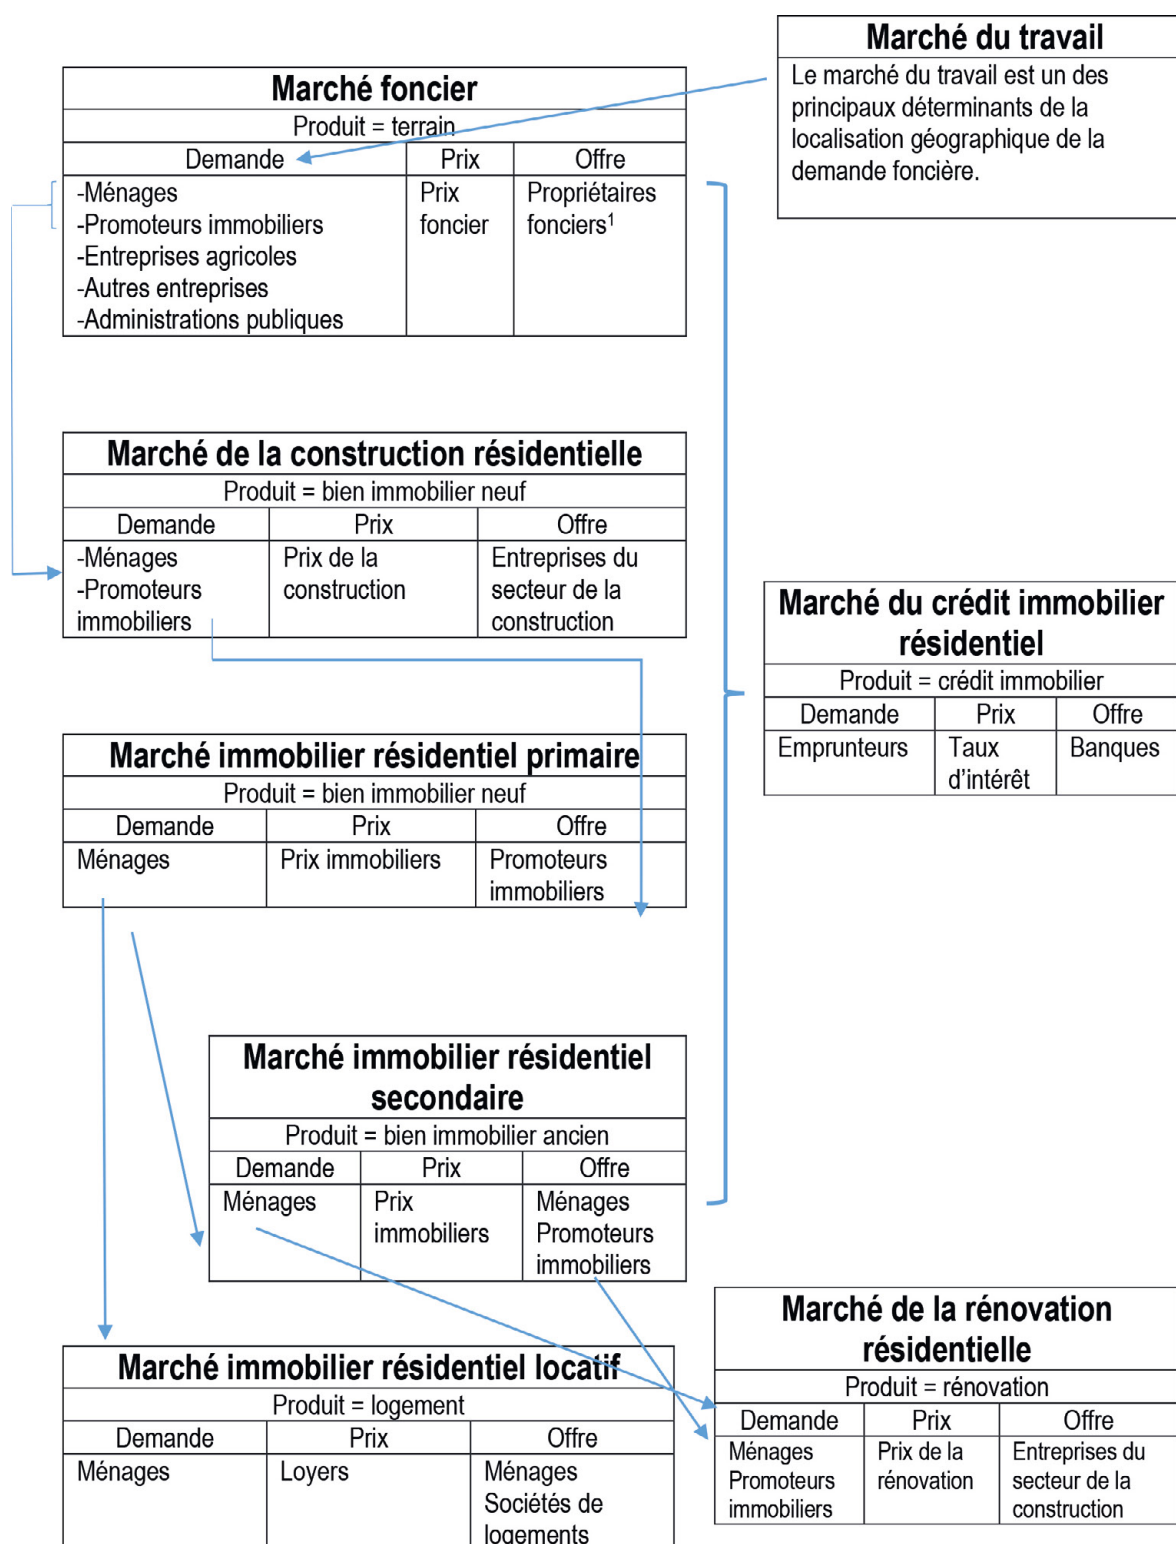 Marché du travail
Le marché du travail est un des
principaux déterminants de la
localisation géographique de la
demande foncière.
Marché foncier
Produit = terrain
Demande Prix Offre
-Ménages Prix Propriétaires
-Promoteurs immobiliers foncier fonciers¹
-Entreprises agricoles
-Autres entreprises
-Administrations publiques
Marché de la construction résidentielle
Produit = bien immobilier neuf
Demande Prix Offre
-Ménages Prix de la Entreprises du
-Promoteurs construction secteur de la
immobiliers construction
Marché du crédit immobilier
résidentiel
Produit = crédit immobilier
Demande Prix Offre
Emprunteurs Taux Banques
d’intérêt
Marché immobilier résidentiel primaire
Produit = bien immobilier neuf
Demande Prix Offre
Ménages Prix immobiliers Promoteurs
immobiliers
Marché immobilier résidentiel
secondaire
Produit = bien immobilier ancien
Demande Prix Offre
Ménages Prix Ménages
immobiliers Promoteurs
immobiliers
Marché de la rénovation
résidentielle
Produit = rénovation
Demande Prix Offre
Ménages Prix de la Entreprises du
Promoteurs rénovation secteur de la
immobiliers construction
Marché immobilier résidentiel locatif
Produit = logement
Demande Prix Offre
Ménages Loyers Ménages
Sociétés de
logements